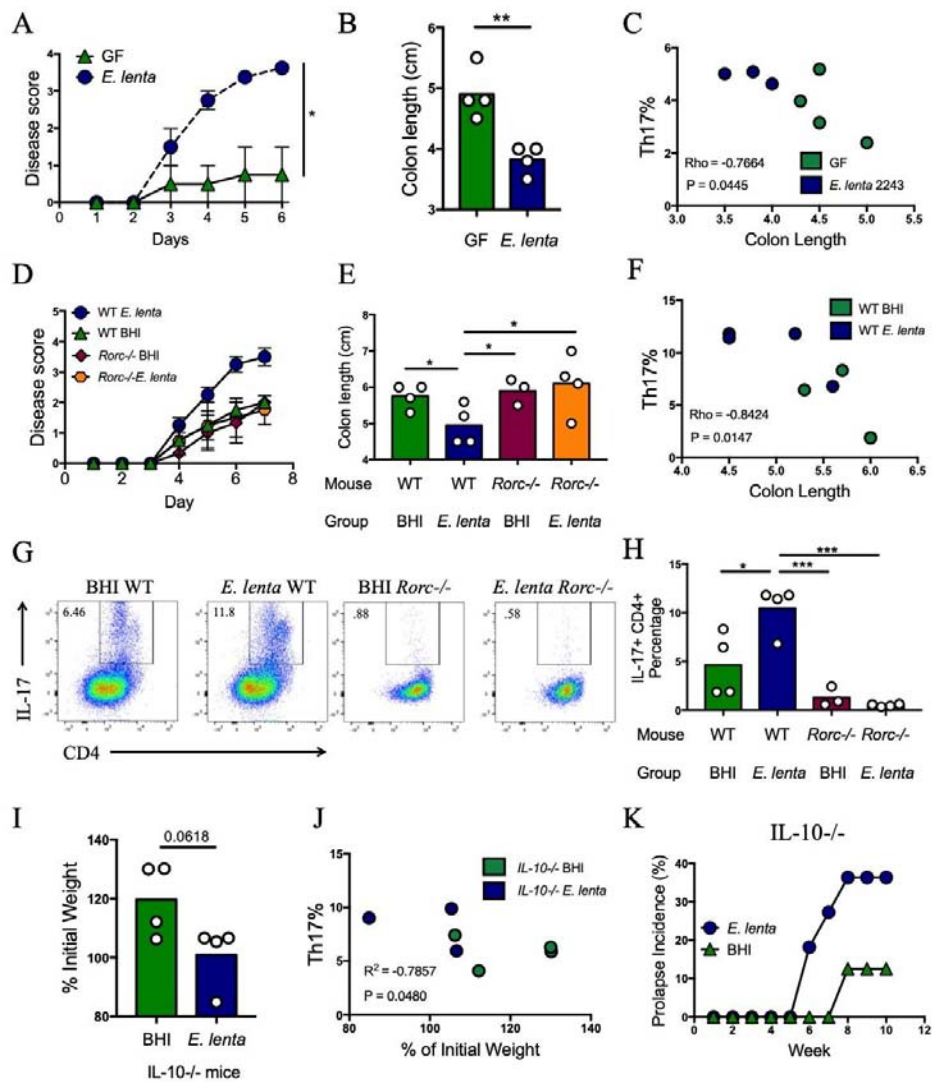 A
GF
E. lenta
Disease score
4
3
2
1
0
*
0 1 2 3 4 5 6
Days
B
**
Colon length (cm)
6
5
4
3
GF E. lenta
C
Th17%
6
4
2
0
Rho = -0.7664
P = 0.0445
GF
E. lenta 2243
3.0 3.5 4.0 4.5 5.0 5.5
Colon Length
D
WT E. lenta
WT BHI
Rorc-/- BHI
Rorc-/-E. lenta
Disease score
5
4
3
2
1
0
0 2 4 6 8
Day
E
Colon length (cm)
8
6
4
* * *
Mouse WT WT Rorc-/- Rorc-/-
Group BHI E. lenta BHI E. lenta
F
Th17%
15
10
5
0
WT BHI
WT E. lenta
Rho = -0.8424
P = 0.0147
4.0 4.5 5.0 5.5 6.0 6.5
Colon Length
G
BHI WT E. lenta WT BHI Rorc-/- E. lenta Rorc-/-
6.46 11.8 .88 .58
IL-17
CD4
H
IL-17+ CD4+
Percentage
15
10
5
0
* *** ***
Mouse WT WT Rorc-/- Rorc-/-
Group BHI E. lenta BHI E. lenta
I
0.0618
% Initial Weight
140
120
100
80
BHI E. lenta
IL-10-/- mice
J
Th17%
15
10
5
0
IL-10-/- BHI
IL-10-/- E. lenta
R2 = -0.7857
P = 0.0480
80 100 120 140
% of Initial Weight
K
IL-10-/-
Prolapse Incidence (%)
40
30
20
10
0
E. lenta
BHI
0 2 4 6 8 10 12
Week